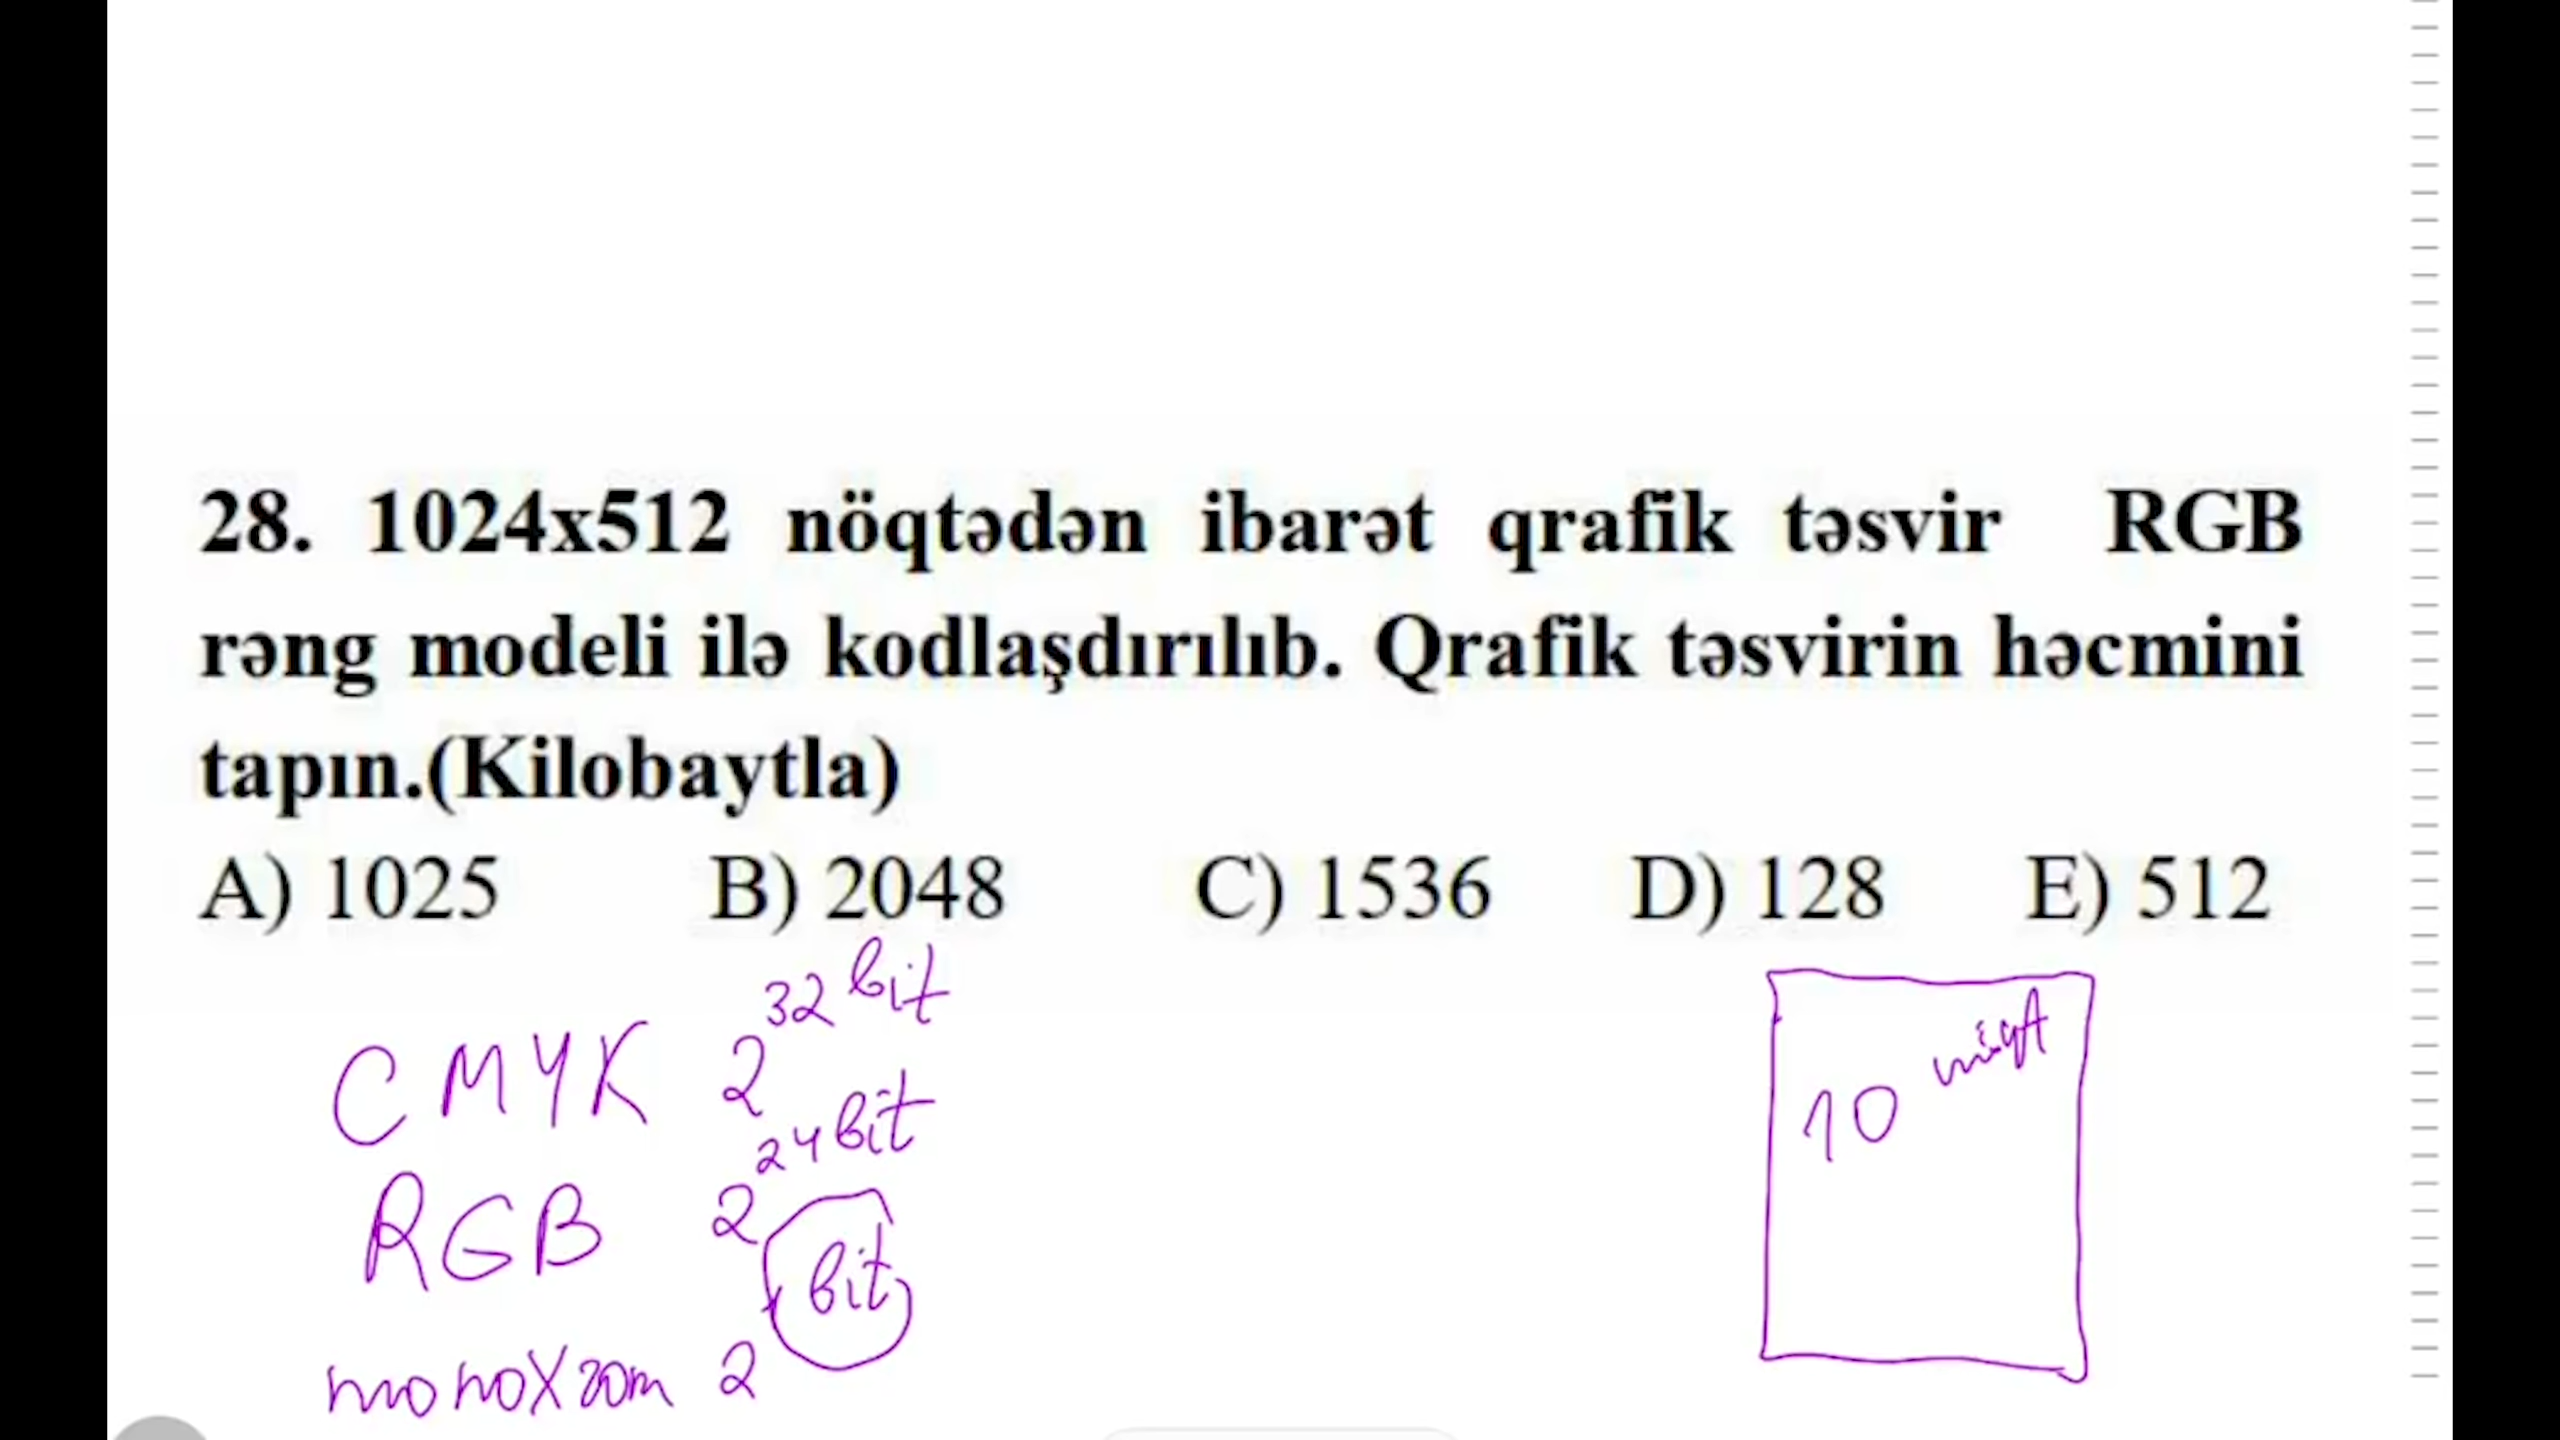 28. 1024x512 nöqtədən ibarət qrafik təsvir RGB
rəng modeli ilə kodlaşdırılıb. Qrafik təsvirin həcmini
tapın.(Kilobaytla)
A) 1025 B) 2048 C) 1536 D) 128 E) 512
CMYK 2 32 bit
RGB 2 24 bit
monoxrom 2 bit
10